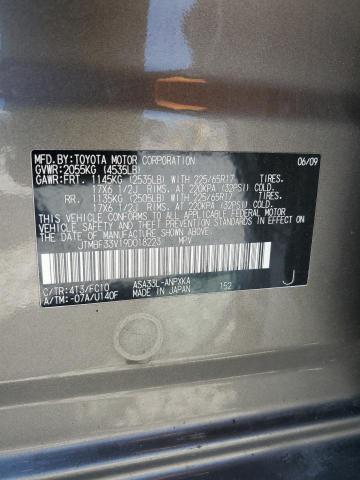 MFD. BY: TOYOTA MOTOR CORPORATION 06/09
GVWR: 2055KG (4535LB)
GAWR: FRT. 1145KG (2535LB) WITH 225/65R17 TIRES,
17X6 1/2J RIMS, AT 220KPA (32PSI) COLD.
RR. 1135KG (2505LB) WITH 225/65R17 TIRES,
17X6 1/2J RIMS, AT 220KPA (32PSI) COLD.
THIS VEHICLE CONFORMS TO ALL APPLICABLE FEDERAL
MOTOR VEHICLE SAFETY, BUMPER, AND THEFT
PREVENTION STANDARDS IN EFFECT ON THE DATE OF
MANUFACTURE SHOWN ABOVE.
JTMBF33V19D018223 MPV
C/TR: 4T3/FC10 ASA33L-ANPXKA 152 J
A/TM: -07A/U140F MADE IN JAPAN